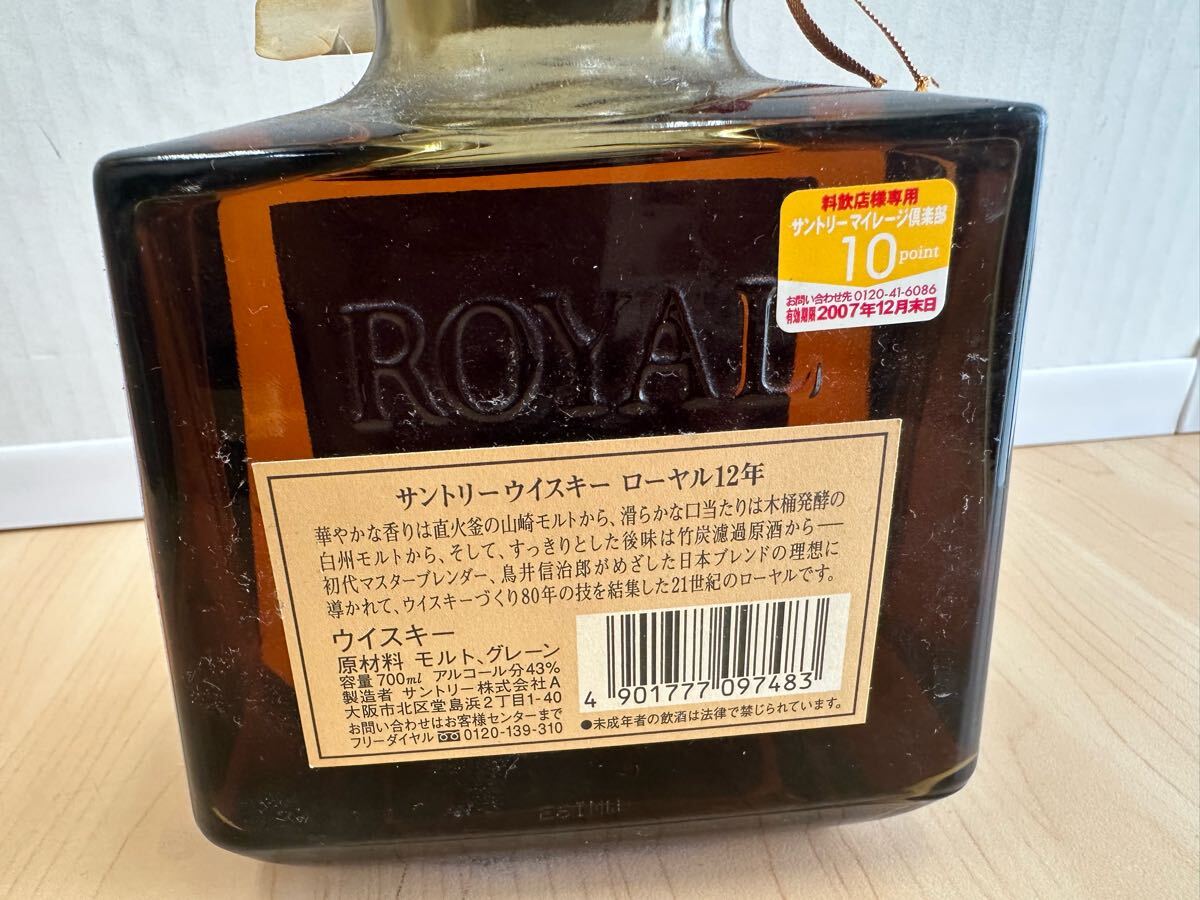 料飲店様専用
サントリーマイレージ倶楽部
10 point
お問い合わせ先 0120-41-6086
有効期限 2007年12月末日
ROYAL
サントリーウイスキー ローヤル12年
華やかな香りは直火釜の山崎モルトから、滑らかな口当たりは木桶発酵の
白州モルトから、そして、すっきりとした後味は竹炭濾過原酒から――
初代マスターブレンダー、鳥井信治郎がめざした日本ブレンドの理想に
導かれて、ウイスキーづくり80年の技を結集した21世紀のローヤルです。
ウイスキー
原材料 モルト、グレーン
容量 700ml アルコール分43%
製造者 サントリー株式会社A
大阪市北区堂島浜2丁目1-40
お問い合わせはお客様センターまで
フリーダイヤル 0120-139-310
4 901777 097483
●未成年者の飲酒は法律で禁じられています。